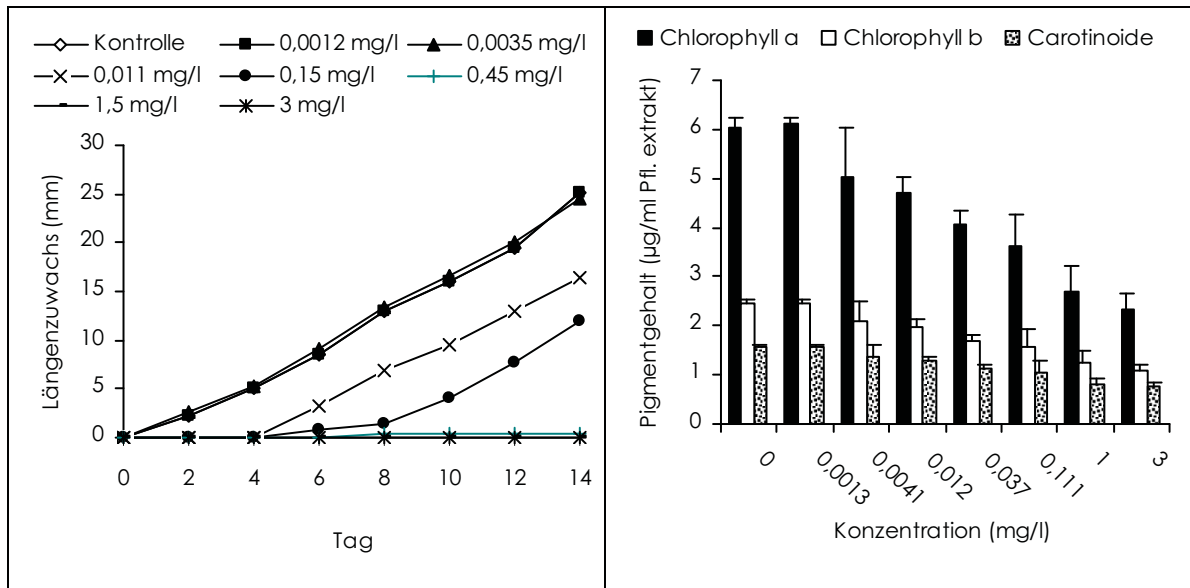 Kontrolle 0,0012 mg/l 0,0035 mg/l
0,011 mg/l 0,15 mg/l 0,45 mg/l
1,5 mg/l 3 mg/l
Längenzuwachs (mm)
30
25
20
15
10
5
0
0 2 4 6 8 10 12 14
Tag
Chlorophyll a Chlorophyll b Carotinoide
Pigmentgehalt (µg/ml Pfl. extrakt)
7
6
5
4
3
2
1
0
0 0,0013 0,0041 0,012 0,037 0,111 1 3
Konzentration (mg/l)